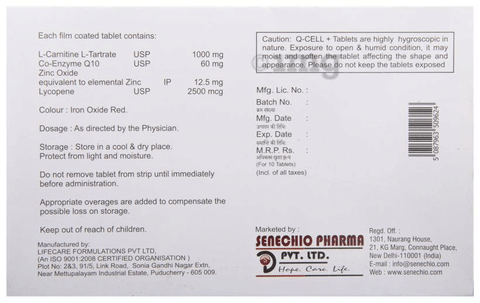 Each film coated tablet contains:
L-Carnitine L-Tartrate USP 1000 mg
Co-Enzyme Q10 USP 60 mg
Zinc Oxide
equivalent to elemental Zinc IP 12.5 mg
Lycopene USP 2500 mcg
Colour : Iron Oxide Red.
Dosage : As directed by the Physician.
Storage : Store in a cool & dry place.
Protect from light and moisture.
Do not remove tablet from strip until immediately
before administration.
Appropriate overages are added to compensate the
possible loss on storage.
Keep out of reach of children.
Manufactured by:
LIFECARE FORMULATIONS PVT LTD,
(An ISO 9001:2008 CERTIFIED ORGANISATION )
Plot No: 2&3, 91/5, Link Road, Sonia Gandhi Nagar Extn,
Near Mettupalayam Industrial Estate, Puducherry - 605 009.
Caution: Q-CELL + Tablets are highly hygroscopic in
nature. Exposure to open & humid condition, it may
moist and soften the tablet affecting the shape and
appearance. Please do not keep the tablets exposed
Mfg. Lic. No :
Batch No. :
Mfg. Date :
Exp. Date :
M.R.P. Rs. :
(For 10 Tablets)
(Incl. of all taxes)
5087963 509624
Marketed by :
SENECHIO PHARMA
PVT. LTD.
Hope. Care. Life.
Regd. Off. :
1301, Naurang House,
21, KG Marg, Connaught Place,
New Delhi-110001 (India)
E-mail : info@senechio.com
Web : www.senechio.com